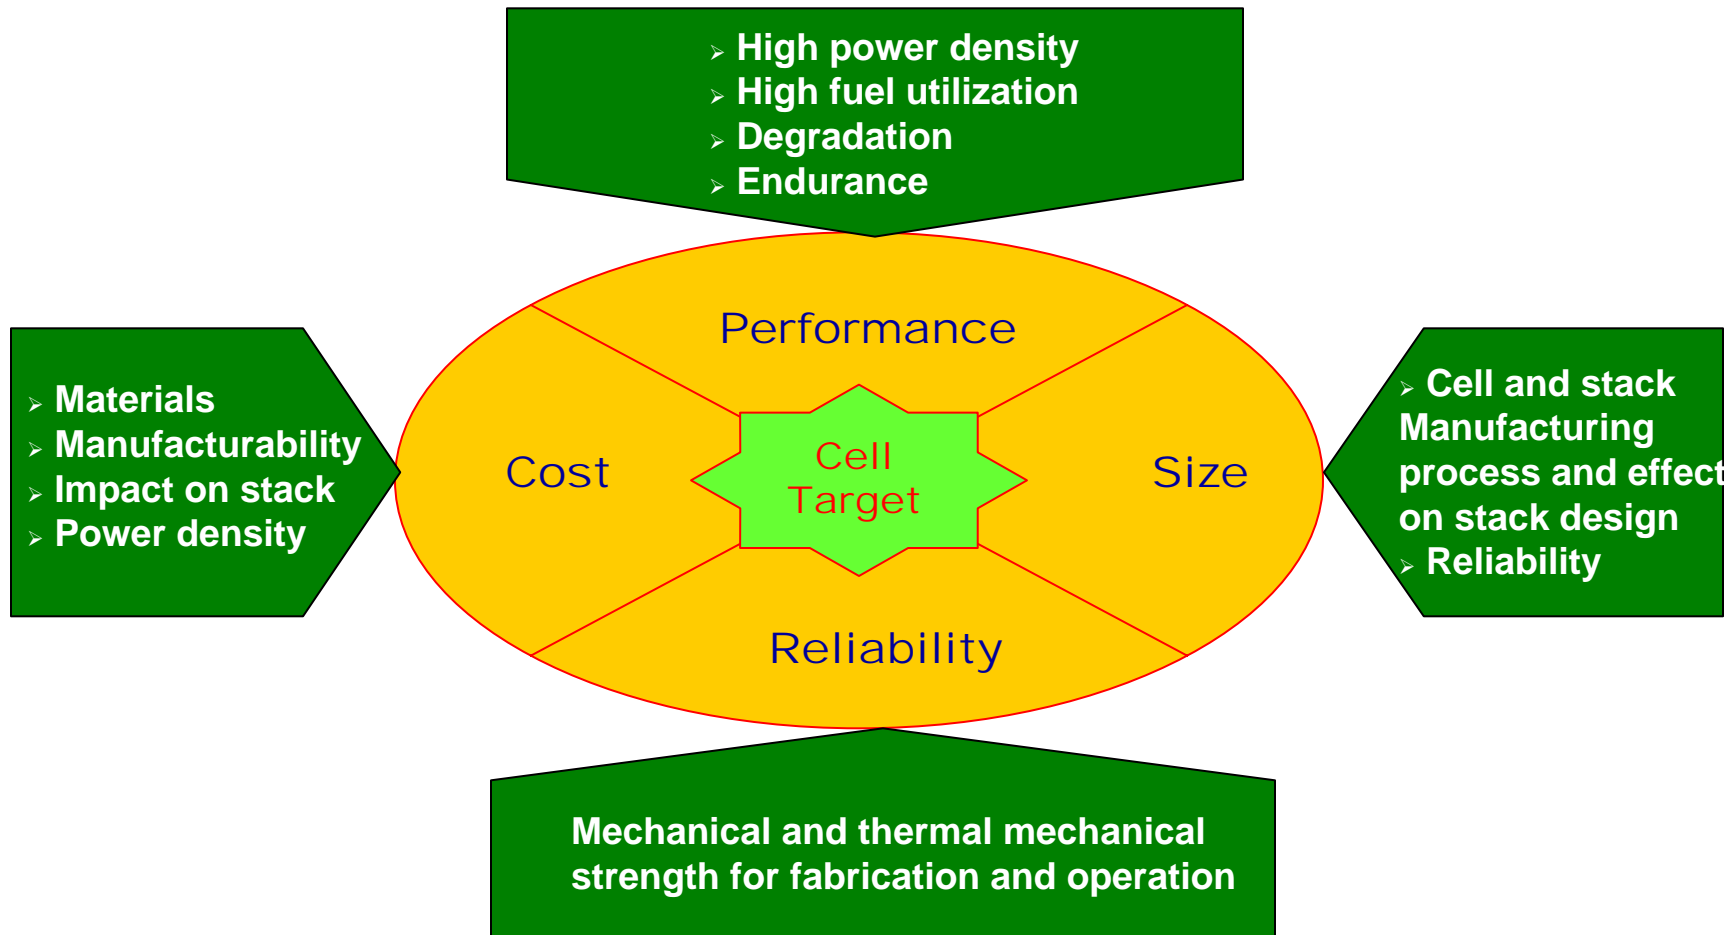 ➢ High power density
➢ High fuel utilization
➢ Degradation
➢ Endurance
Performance
➢ Materials
➢ Manufacturability
➢ Impact on stack
➢ Power density
Cost
Cell
Target
Size
➢ Cell and stack
Manufacturing
process and effect
on stack design
➢ Reliability
Reliability
Mechanical and thermal mechanical
strength for fabrication and operation